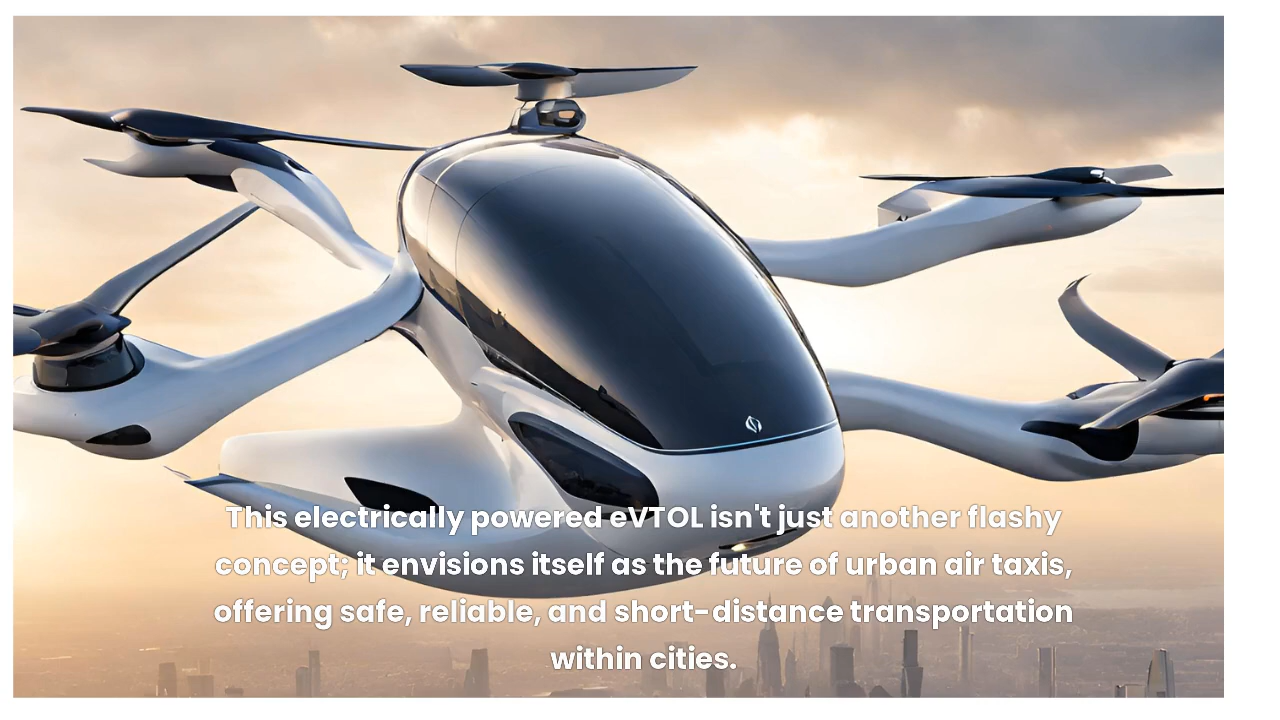 This electrically powered eVTOL isn't just another flashy
concept; it envisions itself as the future of urban air taxis,
offering safe, reliable, and short-distance transportation
within cities.